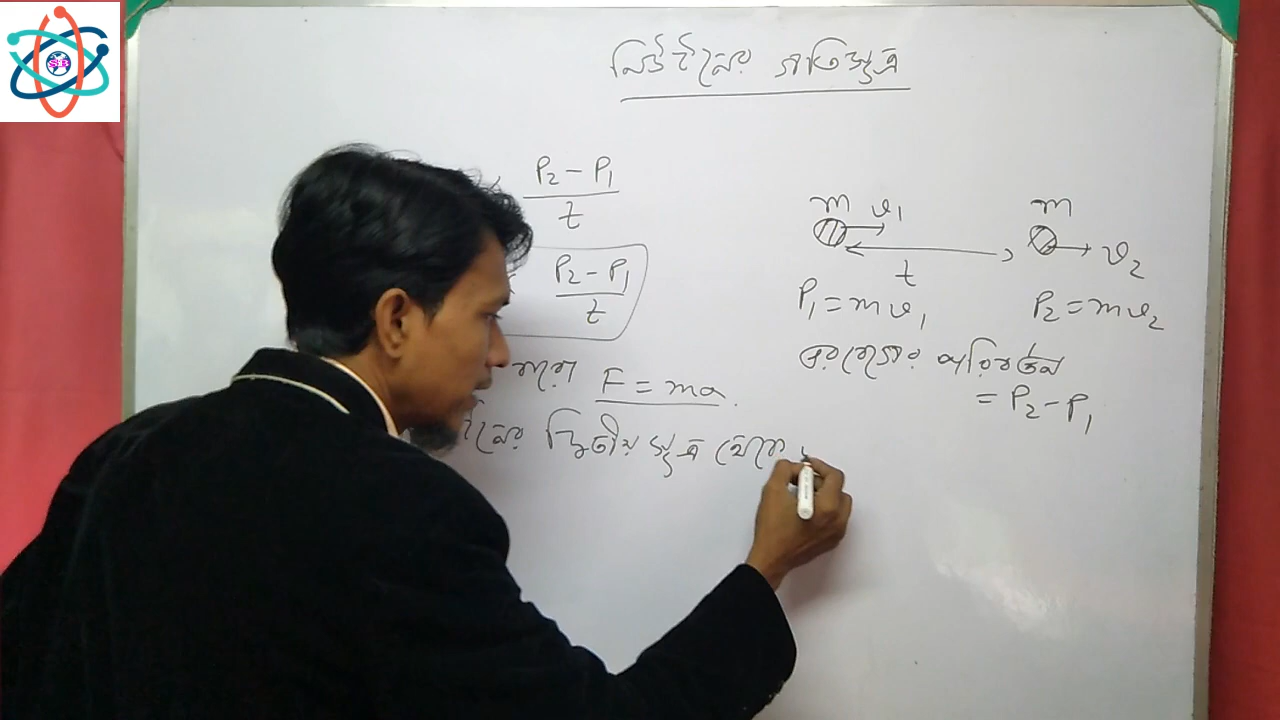 নিউটনের গতিসূত্র
P₂ - P₁
t
P₂ - P₁
t
F = ma
দ্বিতীয় সূত্র থেকে
m v₁
m
v₂
t
P₁ = mv₁
P₂ = mv₂
ভরবেগের পরিবর্তন
= P₂ - P₁